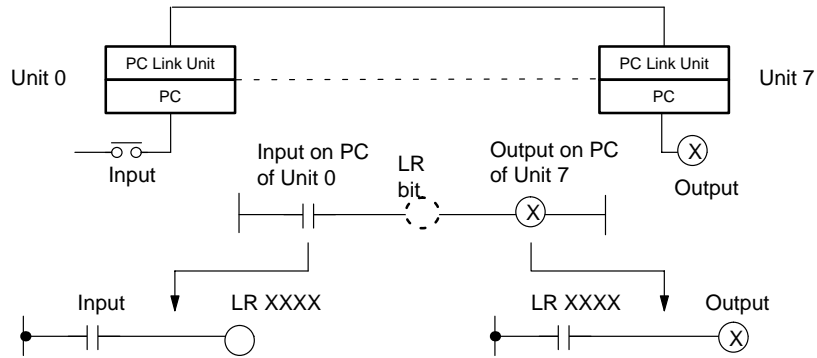 Unit 0
PC Link Unit
PC
PC Link Unit
PC
Unit 7
Input
X
Output
Input on PC
of Unit 0
LR
bit
Output on PC
of Unit 7
X
Input
LR XXXX
LR XXXX
Output
X